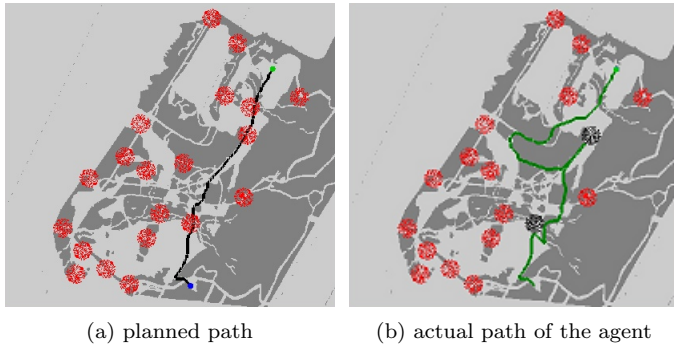 (a) planned path
(b) actual path of the agent